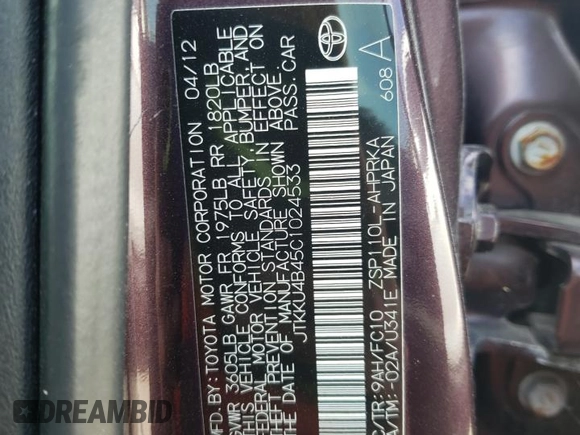 MFD. BY: TOYOTA MOTOR CORPORATION 04/12
GVWR 3605LB GAWR FR 1975LB RR 1820LB
THIS VEHICLE CONFORMS TO ALL APPLICABLE
FEDERAL MOTOR VEHICLE SAFETY, BUMPER, AND
THEFT PREVENTION STANDARDS IN EFFECT ON
THE DATE OF MANUFACTURE SHOWN ABOVE.
JTKKU4B45C1024533 PASS. CAR
C/TR: 9AH/FC10 ZSP110L-AHPRKA
A/TM: -02A/U341E MADE IN JAPAN
608 A
DREAMBID